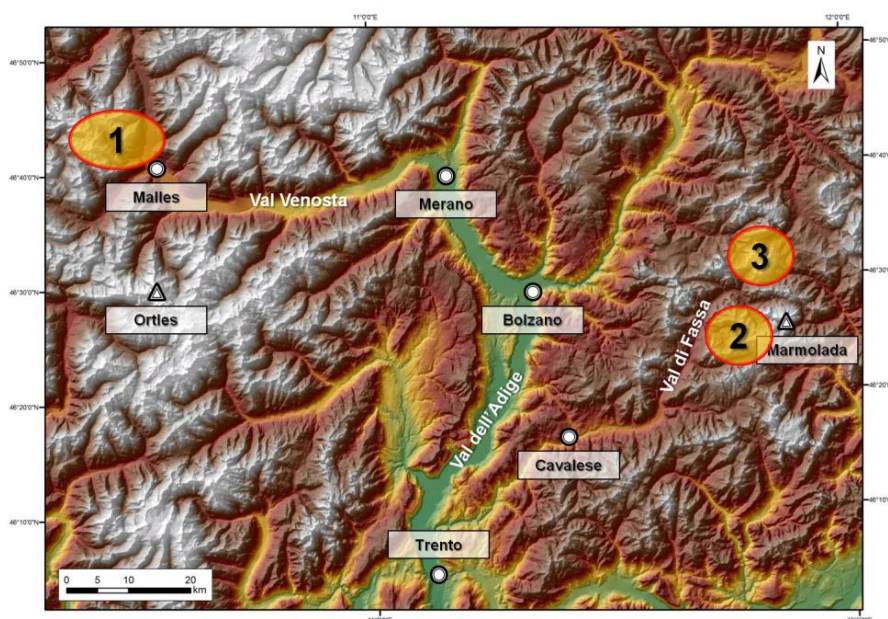 11°0'0"E
12°0'0"E
46°50'0"N
46°50'0"N
N
1
46°40'0"N
46°40'0"N
Malles
Val Venosta
Merano
3
46°30'0"N
46°30'0"N
Ortles
Bolzano
2
Marmolada
Val di Fassa
46°20'0"N
46°20'0"N
Val dell'Adige
Cavalese
46°10'0"N
46°10'0"N
Trento
0 5 10 20
km